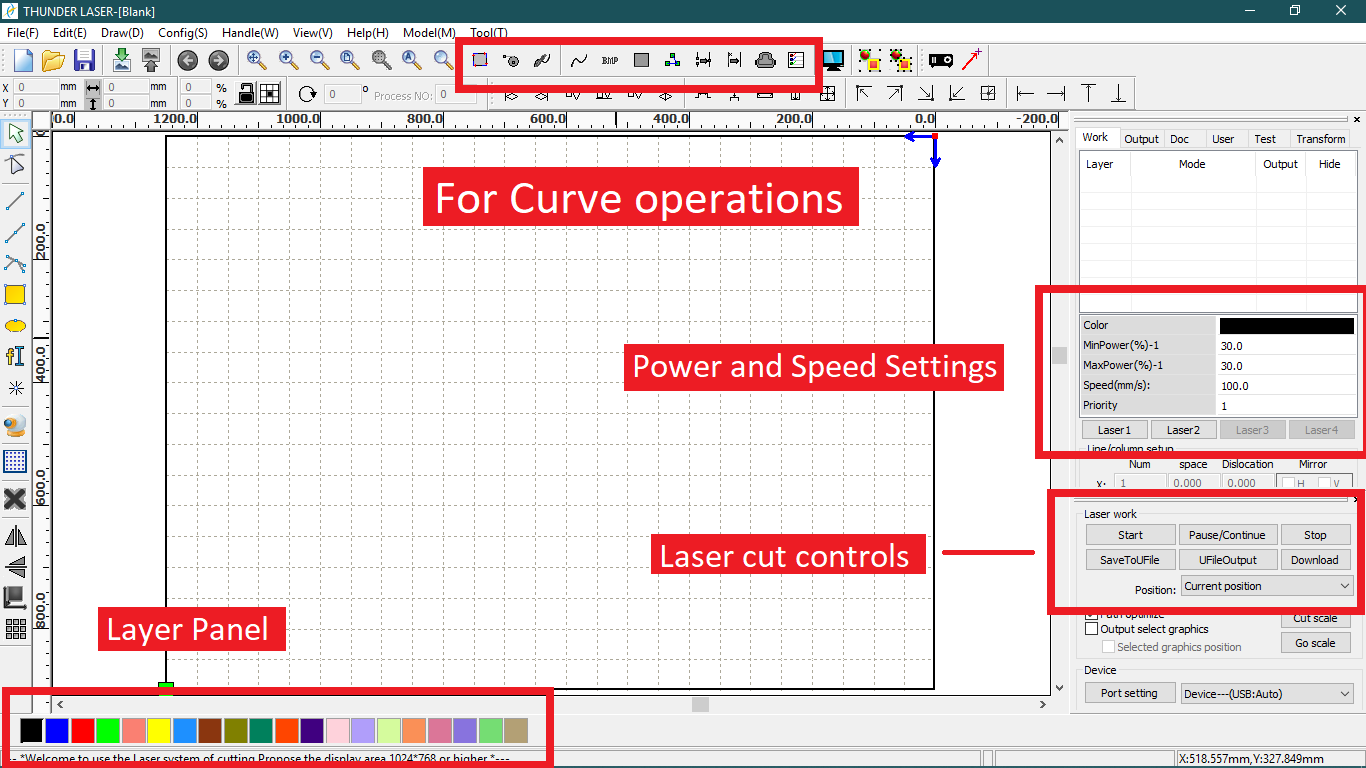 THUNDER LASER-[Blank]
File(F) Edit(E) Draw(D) Config(S) Handle(W) View(V) Help(H) Model(M) Tool(T)
BMP
X 0 mm 0 mm 0 %
Y 0 mm 0 mm 0 %
0 ° Process NO: 0
0.0 1200.0 1000.0 800.0 600.0 400.0 200.0 0.0 -200.0
200.0
400.0
600.0
800.0
For Curve operations
Power and Speed Settings
Laser cut controls
Layer Panel
Work Output Doc User Test Transform
Layer Mode Output Hide
Color
MinPower(%)-1 30.0
MaxPower(%)-1 30.0
Speed(mm/s): 100.0
Priority 1
Laser1 Laser2 Laser3 Laser4
Line/column setup
Num space Dislocation Mirror
X: 1 0.000 0.000 H V
Laser work
Start Pause/Continue Stop
SaveToUFile UFileOutput Download
Position: Current position
Path optimize
Cut scale
Output select graphics
Selected graphics position
Go scale
Device
Port setting Device---(USB:Auto)
--- *Welcome to use the Laser system of cutting,Propose the display area 1024*768 or higher *---
X:518.557mm,Y:327.849mm